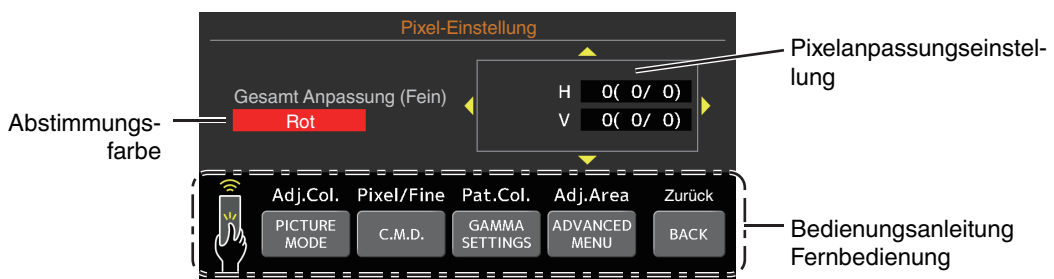 Pixel-Einstellung
Pixelanpassungseinstel-
lung
Gesamt Anpassung (Fein)
Rot
H 0( 0/ 0)
V 0( 0/ 0)
Abstimmungs-
farbe
Adj.Col. Pixel/Fine Pat.Col. Adj.Area Zurück
PICTURE
MODE
C.M.D.
GAMMA
SETTINGS
ADVANCED
MENU
BACK
Bedienungsanleitung
Fernbedienung